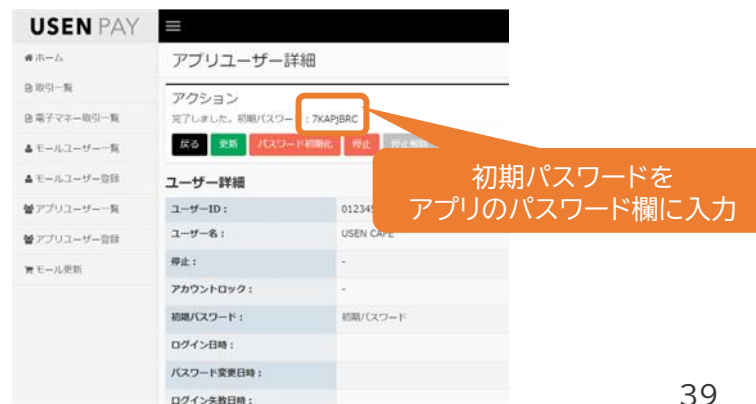 USEN PAY
ホーム
取引一覧
電子マネー取引一覧
モールユーザー一覧
モールユーザー登録
アプリユーザー一覧
アプリユーザー登録
モール更新
アプリユーザー詳細
アクション
完了しました。初期パスワー : 7KAPJBRC
戻る 更新 パスワード初期化 停止 停止解除
初期パスワードを
アプリのパスワード欄に入力
ユーザー詳細
ユーザーID : 012345
ユーザー名 : USEN CAFE
停止 : -
アカウントロック : -
初期パスワード : 初期パスワード
ログイン日時 :
パスワード変更日時 :
ログイン失敗日時 :
39